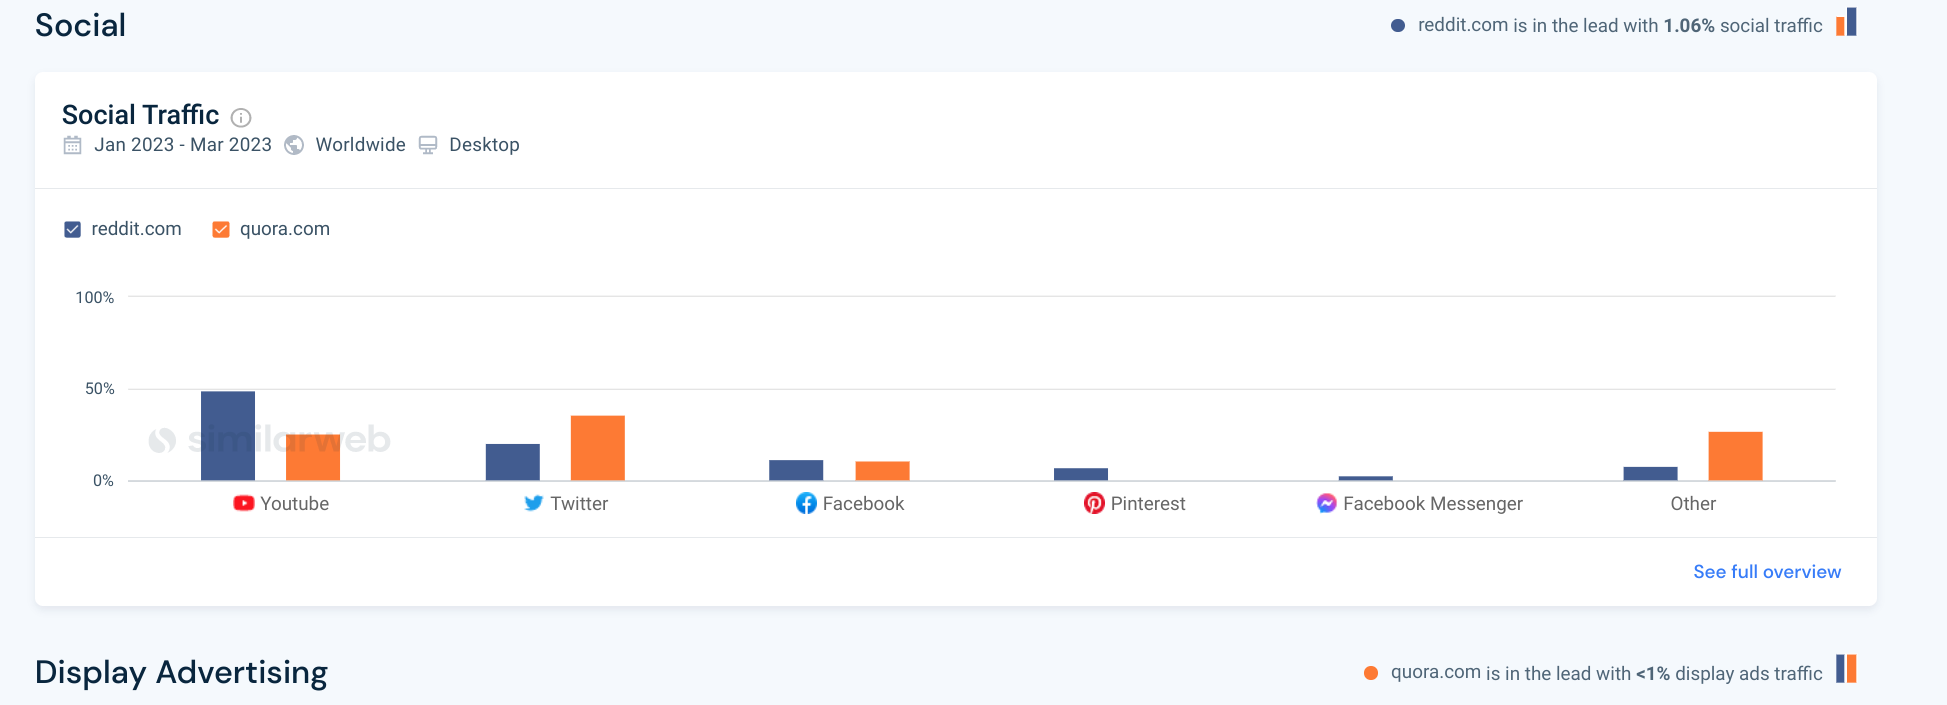 Social
reddit.com is in the lead with 1.06% social traffic
Social Traffic
Jan 2023 - Mar 2023 Worldwide Desktop
reddit.com quora.com
100%
50%
similarweb
0%
Youtube Twitter Facebook Pinterest Facebook Messenger Other
See full overview
Display Advertising
quora.com is in the lead with <1% display ads traffic